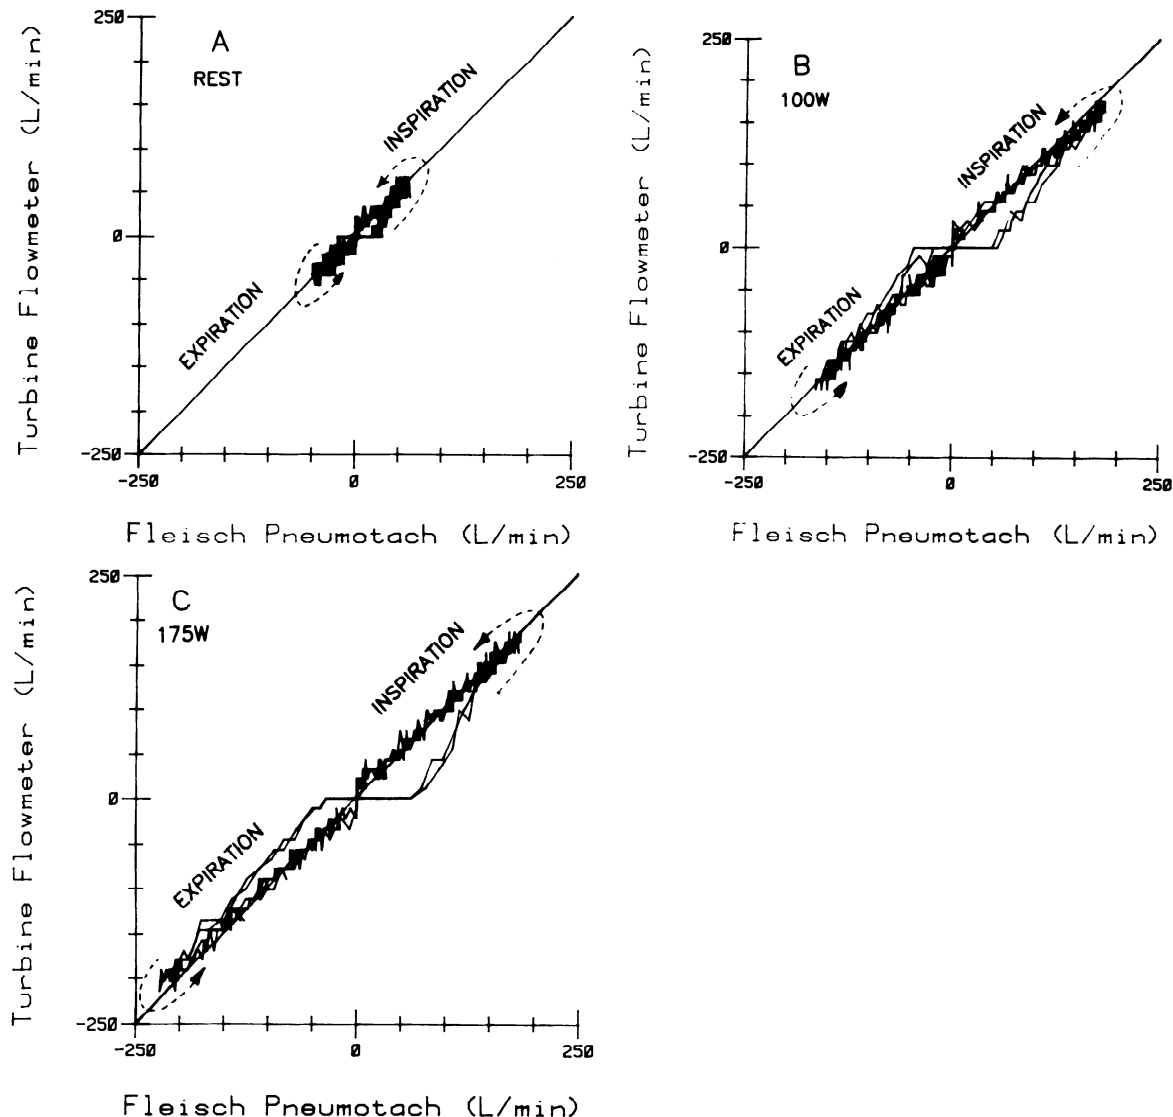 250
A
REST
INSPIRATION
Turbine Flowmeter (L/min)
0
EXPIRATION
-250
-250
0
250
Fleisch Pneumotach (L/min)
250
B
100W
INSPIRATION
Turbine Flowmeter (L/min)
0
EXPIRATION
-250
-250
0
250
Fleisch Pneumotach (L/min)
250
C
175W
INSPIRATION
Turbine Flowmeter (L/min)
0
EXPIRATION
-250
-250
0
250
Fleisch Pneumotach (L/min)